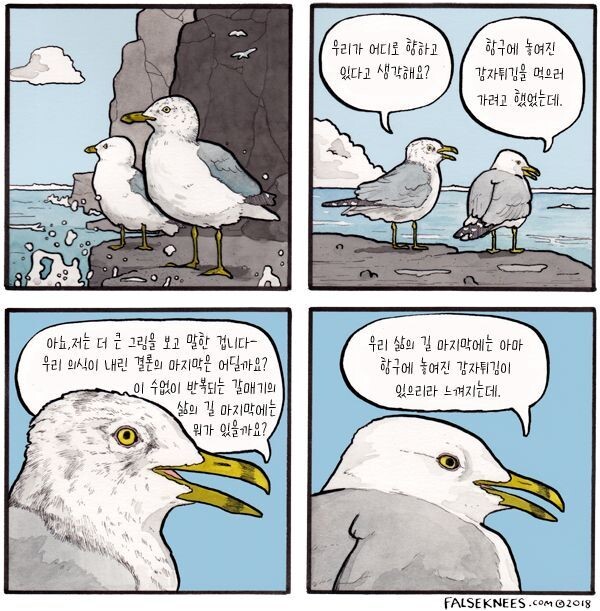 우리가 어디로 향하고
있다고 생각해요?
항구에 놓여진
감자튀김을 먹으러
가려고 했었는데.
아뇨, 저는 더 큰 그림을 보고 말한 겁니다-
우리 의식이 내린 결론의 마지막은 어딜까요?
이 수없이 반복되는 갈매기의
삶의 길 마지막에는
뭐가 있을까요?
우리 삶의 길 마지막에는 아마
항구에 놓여진 감자튀김이
있으리라 느껴지는데.
FALSEKNEES.COM©2018